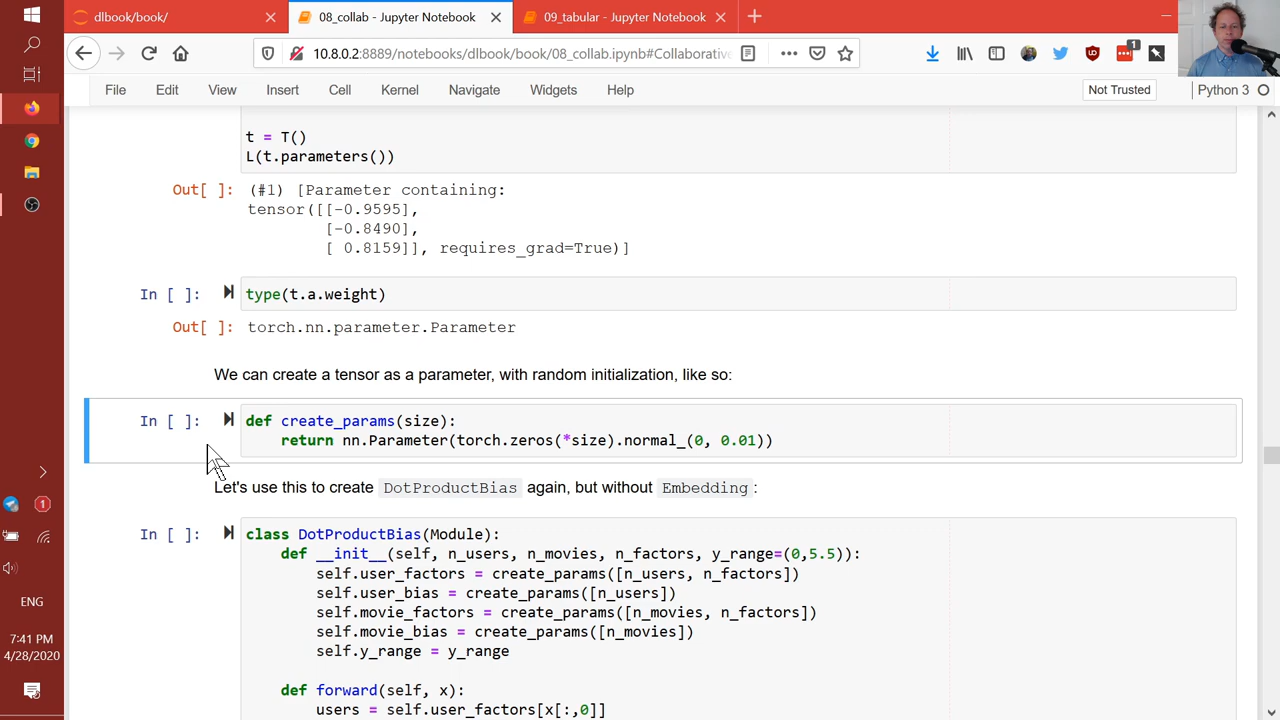 dlbook/book/
08_collab - Jupyter Notebook
09_tabular - Jupyter Notebook
10.8.0.2:8889/notebooks/dlbook/book/08_collab.ipynb#Collaborativ
1
File Edit View Insert Cell Kernel Navigate Widgets Help
Not Trusted
Python 3
t = T()
L(t.parameters())
Out[ ]: (#1) [Parameter containing:
tensor([[-0.9595],
[-0.8490],
[ 0.8159]], requires_grad=True)]
In [ ]: type(t.a.weight)
Out[ ]: torch.nn.parameter.Parameter
We can create a tensor as a parameter, with random initialization, like so:
In [ ]: def create_params(size):
return nn.Parameter(torch.zeros(*size).normal_(0, 0.01))
Let's use this to create DotProductBias again, but without Embedding:
In [ ]: class DotProductBias(Module):
def __init__(self, n_users, n_movies, n_factors, y_range=(0,5.5)):
self.user_factors = create_params([n_users, n_factors])
self.user_bias = create_params([n_users])
self.movie_factors = create_params([n_movies, n_factors])
self.movie_bias = create_params([n_movies])
self.y_range = y_range
def forward(self, x):
users = self.user_factors[x[:,0]]
1
ENG
7:41 PM
4/28/2020